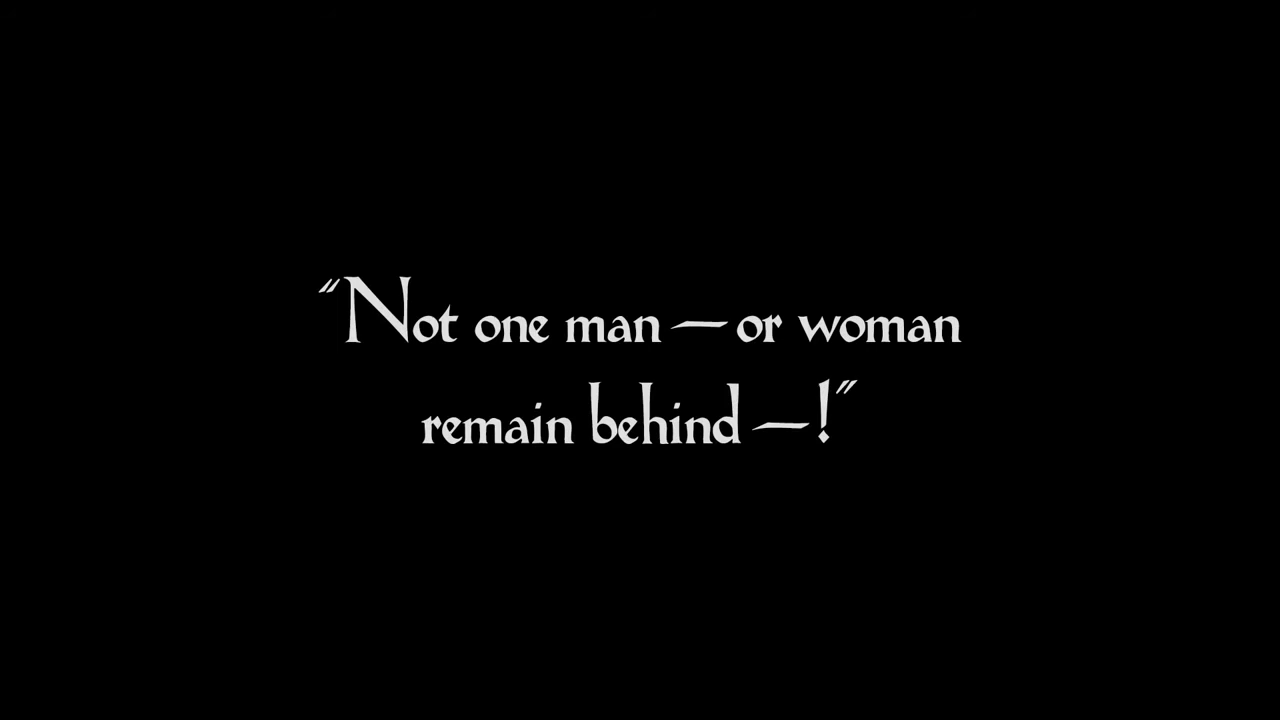 “Not one man — or woman
remain behind — !”